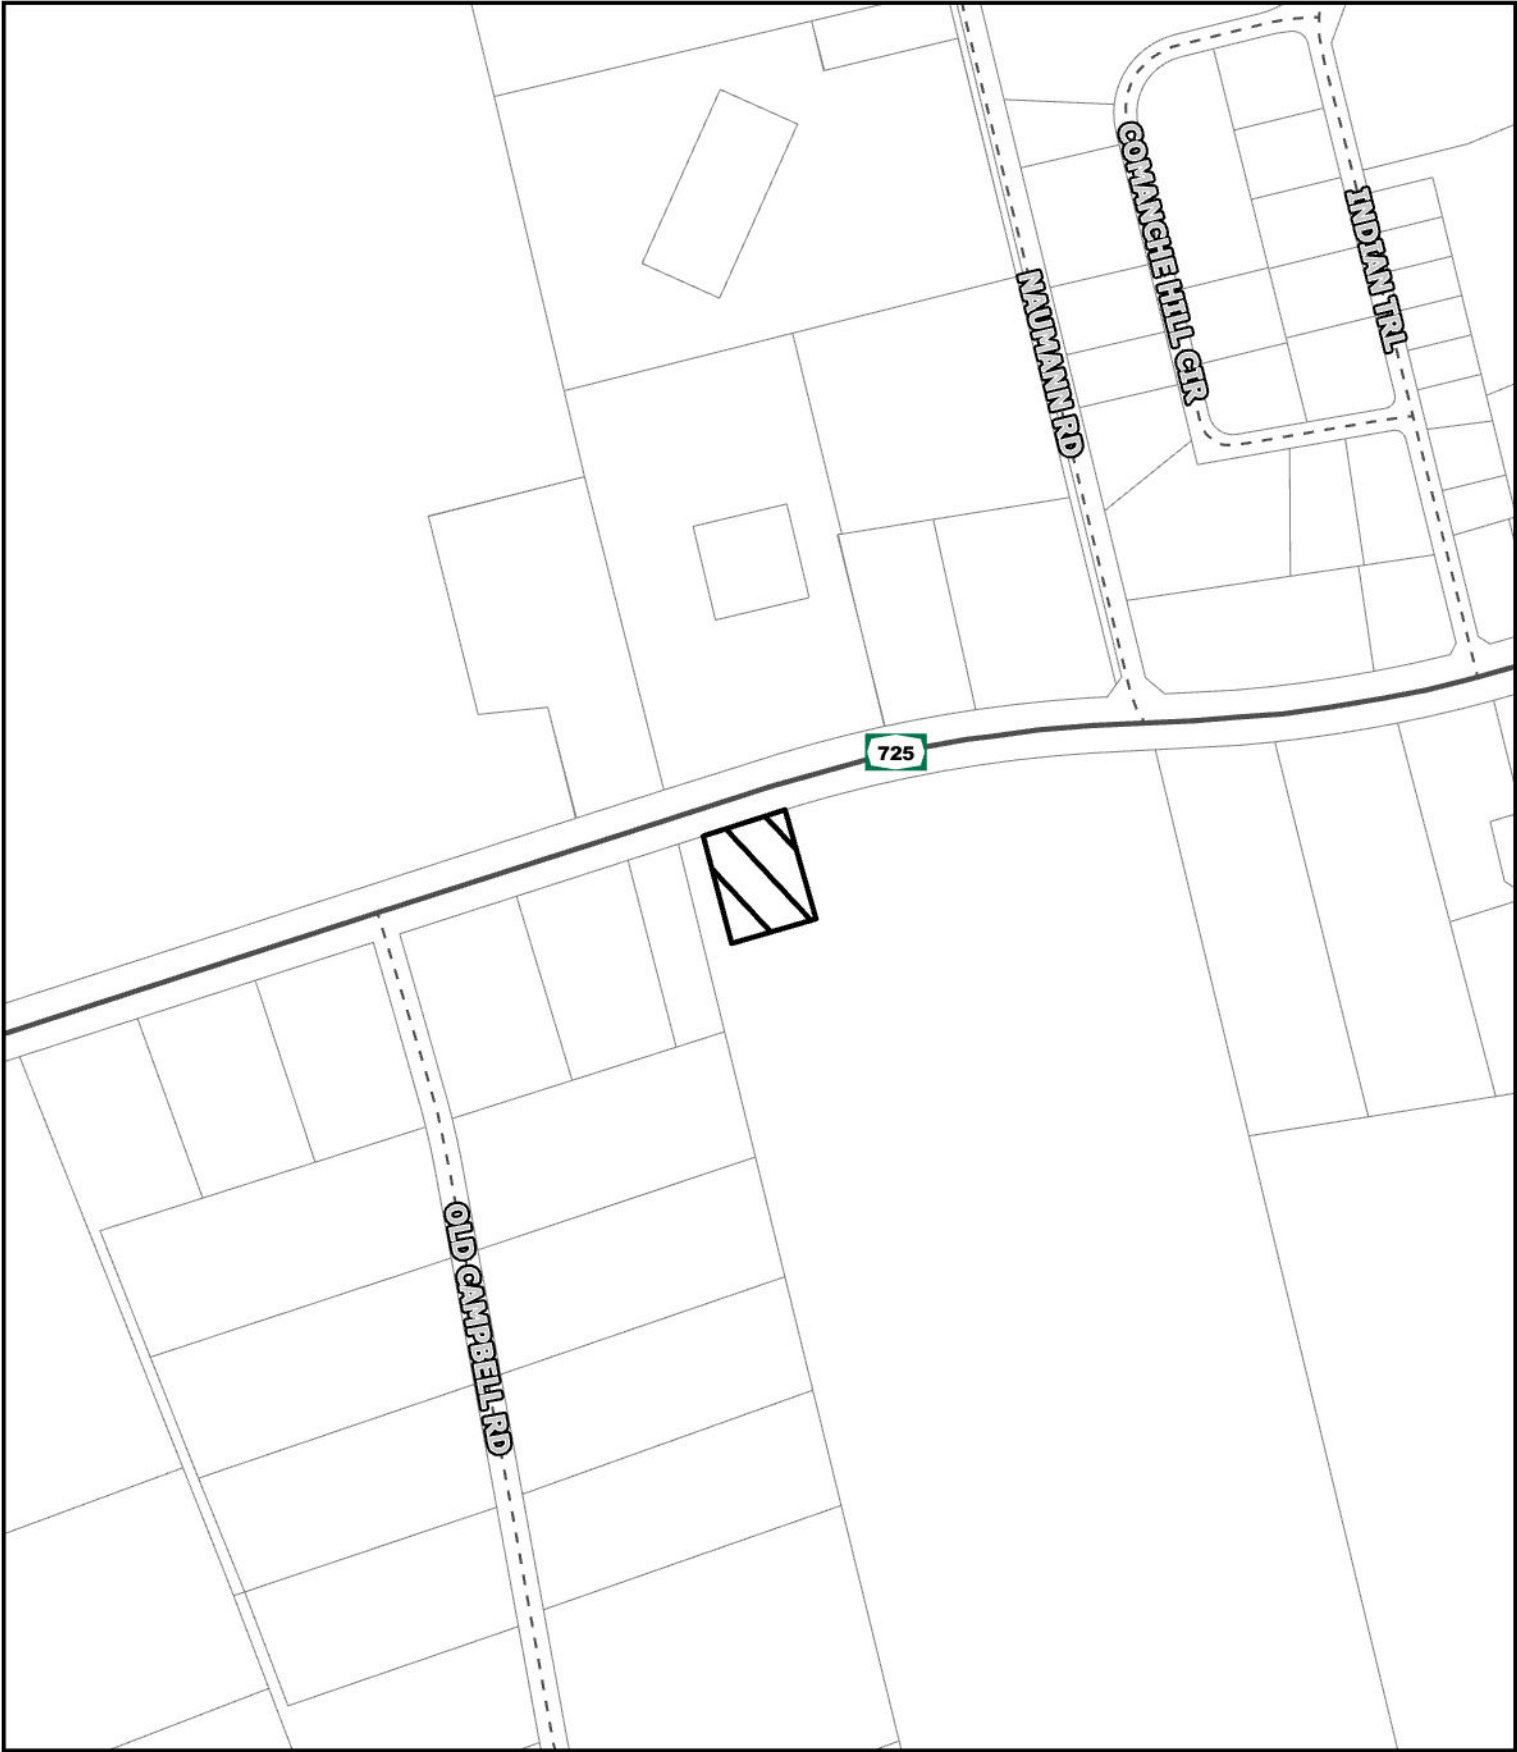 COMANCHE HILL CIR
INDIAN TRL
NAUMANN RD
725
OLD CAMPBELL RD